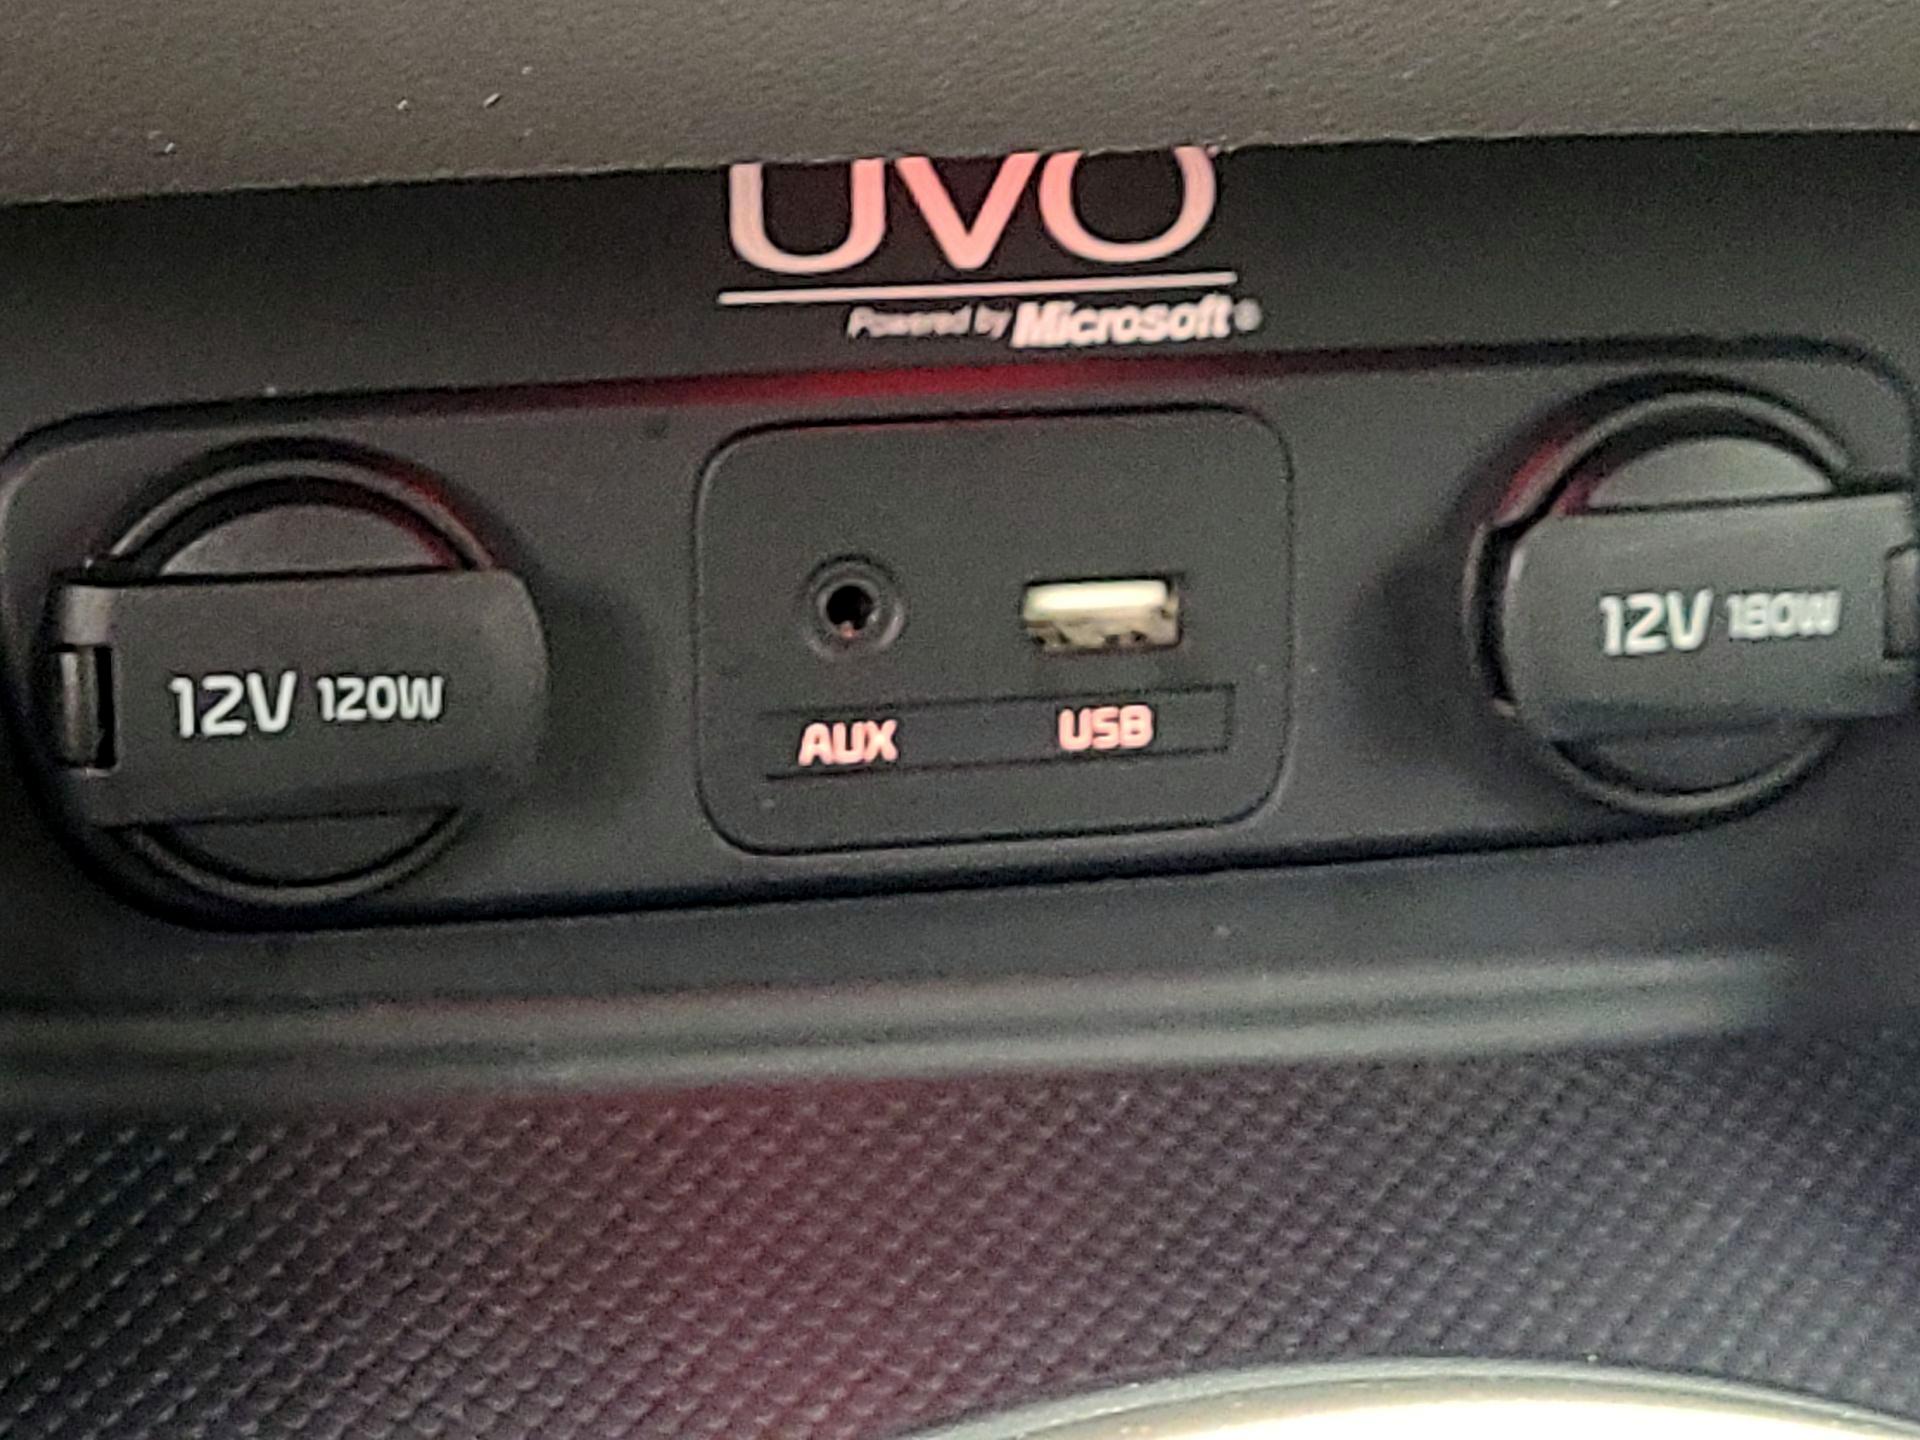 UVO
Powered by Microsoft®
12V 120W
AUX USB
12V 180W